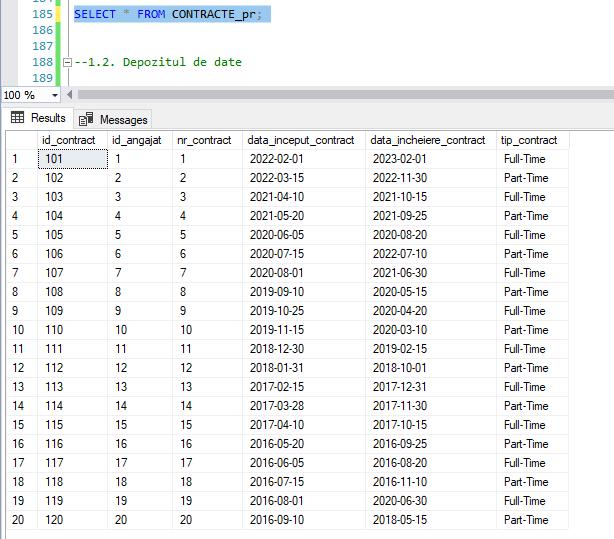 185 SELECT * FROM CONTRACTE_pr;
186
187
188 --1.2. Depozitul de date
189
100 %
Results Messages
id_contract id_angajat nr_contract data_inceput_contract data_incheiere_contract tip_contract
1 101 1 1 2022-02-01 2023-02-01 Full-Time
2 102 2 2 2022-03-15 2022-11-30 Part-Time
3 103 3 3 2021-04-10 2021-10-15 Full-Time
4 104 4 4 2021-05-20 2021-09-25 Part-Time
5 105 5 5 2020-06-05 2020-08-20 Full-Time
6 106 6 6 2020-07-15 2022-07-10 Part-Time
7 107 7 7 2020-08-01 2021-06-30 Full-Time
8 108 8 8 2019-09-10 2020-05-15 Part-Time
9 109 9 9 2019-10-25 2020-04-20 Full-Time
10 110 10 10 2019-11-15 2020-03-10 Part-Time
11 111 11 11 2018-12-30 2019-02-15 Full-Time
12 112 12 12 2018-01-31 2018-10-01 Part-Time
13 113 13 13 2017-02-15 2017-12-31 Full-Time
14 114 14 14 2017-03-28 2017-11-30 Part-Time
15 115 15 15 2017-04-10 2017-10-15 Full-Time
16 116 16 16 2016-05-20 2016-09-25 Part-Time
17 117 17 17 2016-06-05 2016-08-20 Full-Time
18 118 18 18 2016-07-15 2016-11-10 Part-Time
19 119 19 19 2016-08-01 2020-06-30 Full-Time
20 120 20 20 2016-09-10 2018-05-15 Part-Time